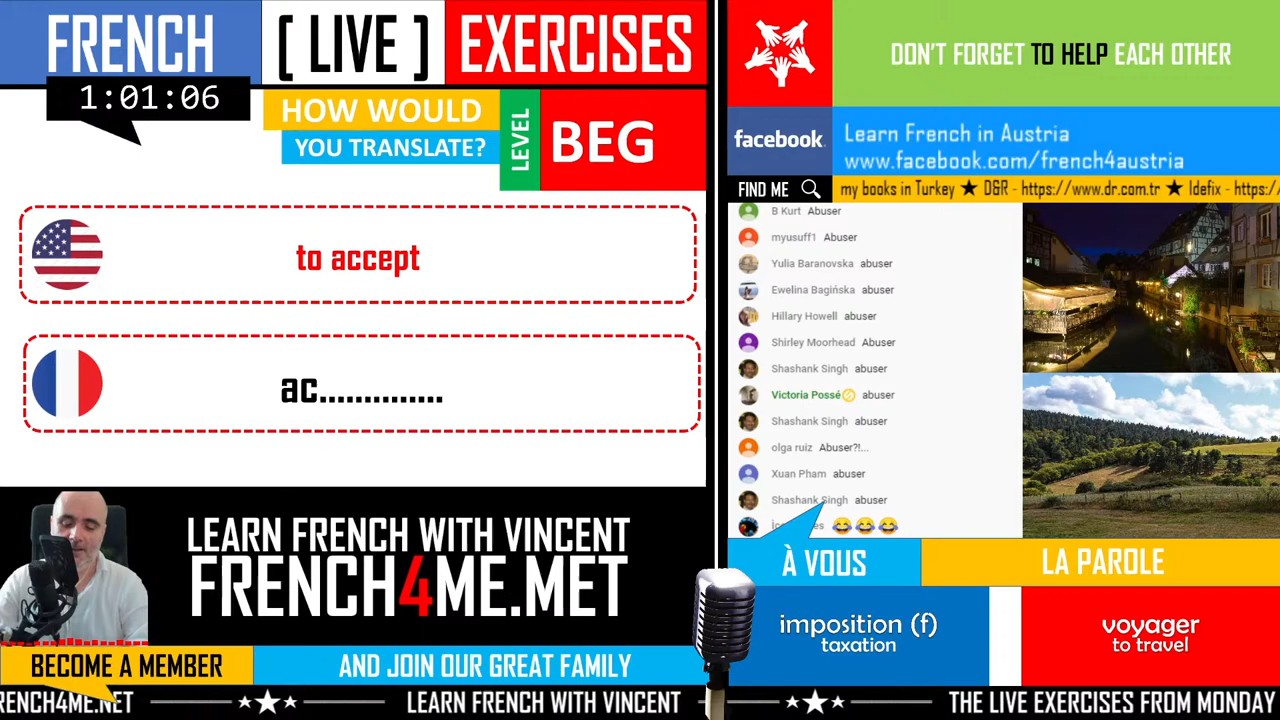 FRENCH
[ LIVE ]
EXERCISES
1:01:06
HOW WOULD
YOU TRANSLATE?
LEVEL
BEG
to accept
ac..............
LEARN FRENCH WITH VINCENT
FRENCH4ME.MET
BECOME A MEMBER
AND JOIN OUR GREAT FAMILY
RENCH4ME.NET
LEARN FRENCH WITH VINCENT
THE LIVE EXERCISES FROM MONDAY
DON'T FORGET TO HELP EACH OTHER
facebook.
Learn French in Austria
www.facebook.com/french4austria
FIND ME
my books in Turkey ★ D&R - https://www.dr.com.tr ★ Idefix - https:/
B Kurt Abuser
myusuff1 Abuser
Yulia Baranovska abuser
Ewelina Bagińska abuser
Hillary Howell abuser
Shirley Moorhead Abuser
Shashank Singh abuser
Victoria Possé abuser
Shashank Singh abuser
olga ruiz Abuser?!...
Xuan Pham abuser
Shashank Singh abuser
😂😂😂
À VOUS
LA PAROLE
imposition (f)
taxation
voyager
to travel